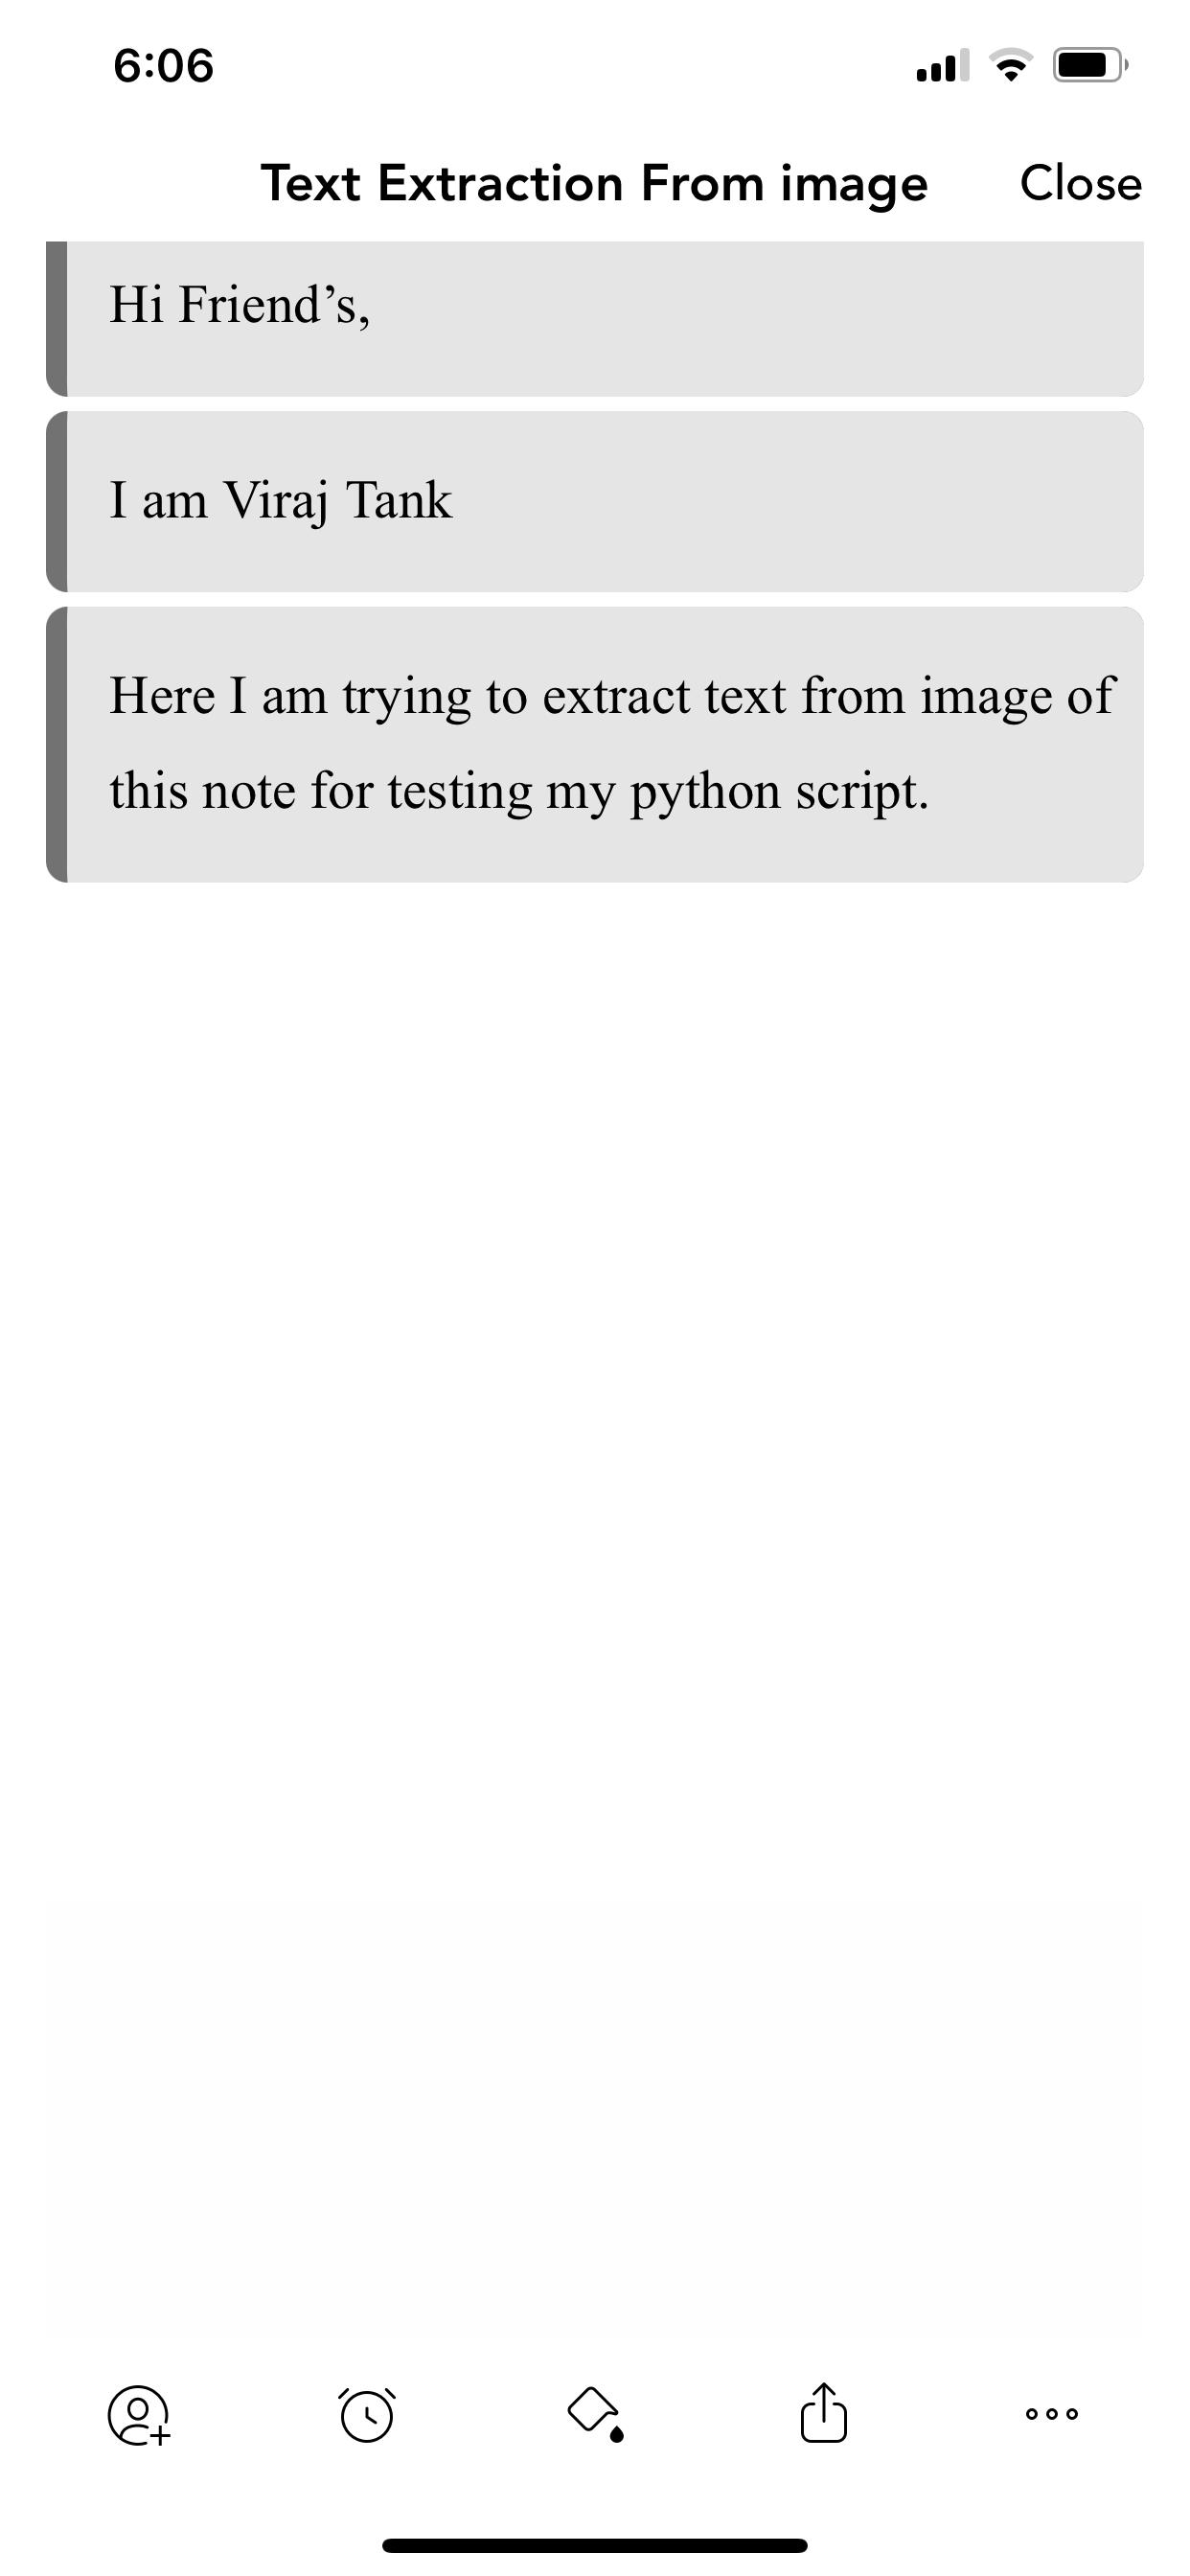 6:06
Text Extraction From image Close
Hi Friend’s,
I am Viraj Tank
Here I am trying to extract text from image of
this note for testing my python script.